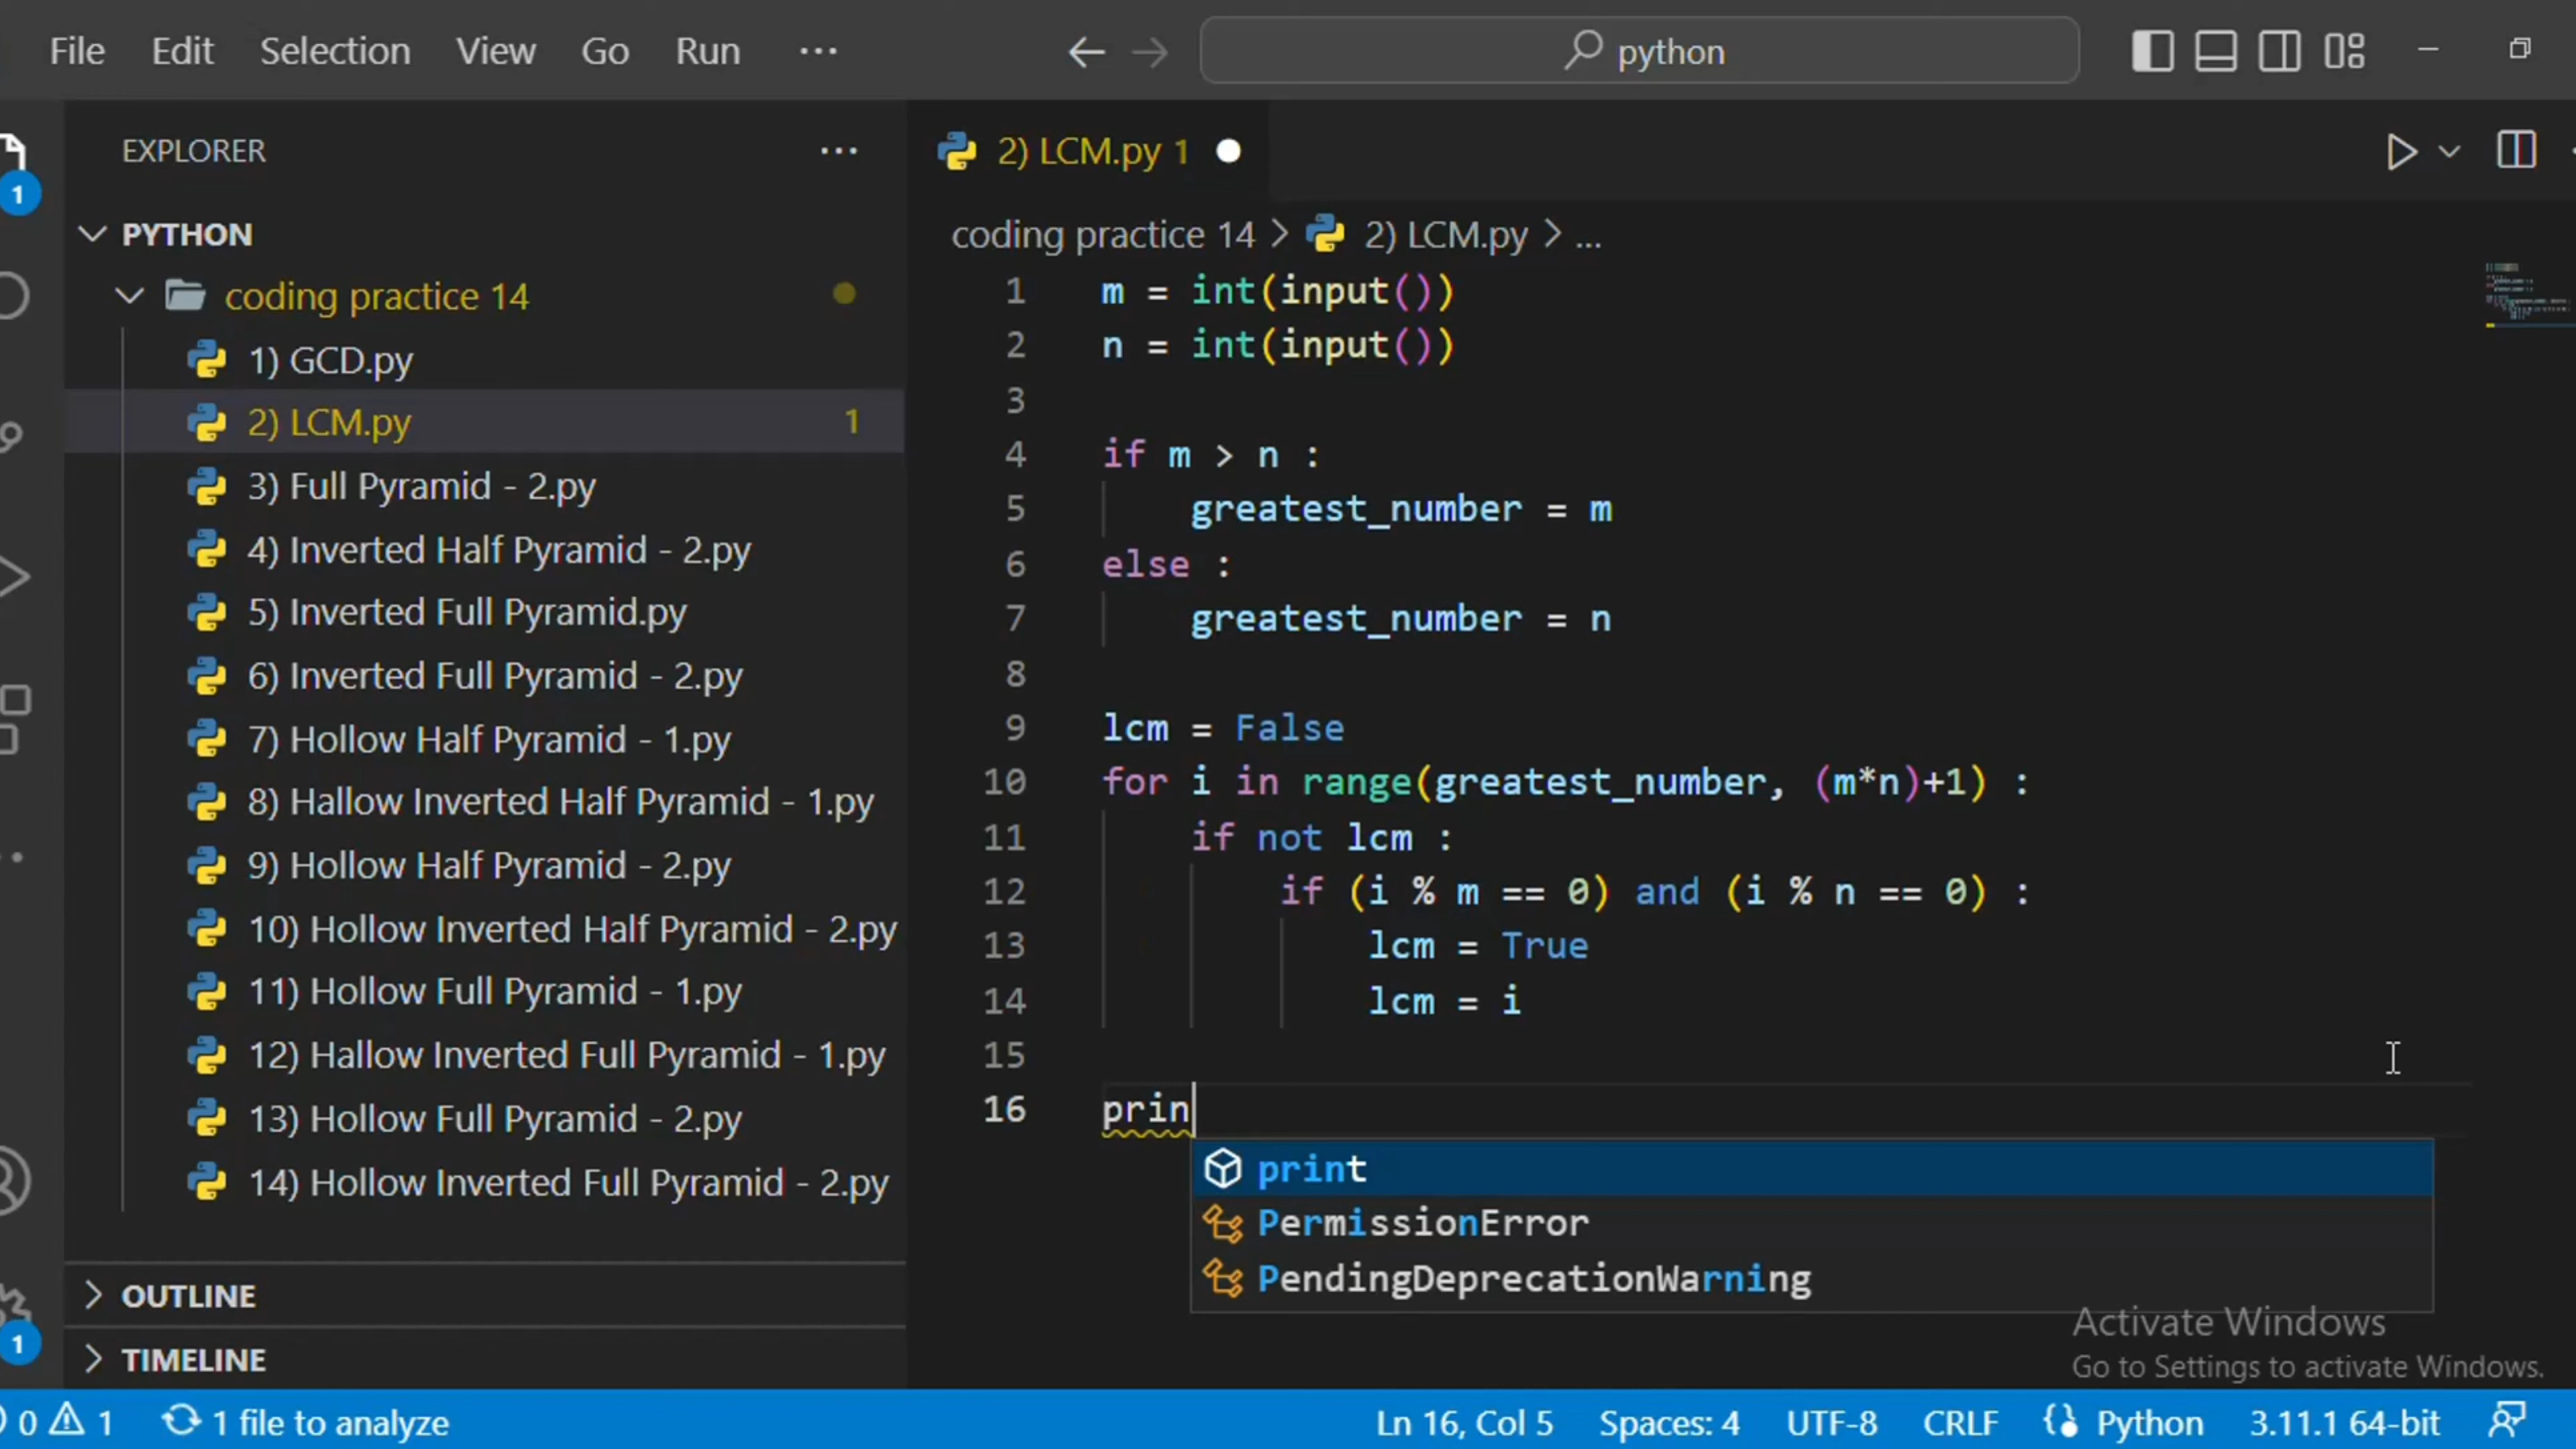 File Edit Selection View Go Run ···
python
EXPLORER ···
PYTHON
coding practice 14
1) GCD.py
2) LCM.py 1
3) Full Pyramid - 2.py
4) Inverted Half Pyramid - 2.py
5) Inverted Full Pyramid.py
6) Inverted Full Pyramid - 2.py
7) Hollow Half Pyramid - 1.py
8) Hallow Inverted Half Pyramid - 1.py
9) Hollow Half Pyramid - 2.py
10) Hollow Inverted Half Pyramid - 2.py
11) Hollow Full Pyramid - 1.py
12) Hallow Inverted Full Pyramid - 1.py
13) Hollow Full Pyramid - 2.py
14) Hollow Inverted Full Pyramid - 2.py
OUTLINE
TIMELINE
1
1
2) LCM.py 1
coding practice 14 > 2) LCM.py > ...
1 m = int(input())
2 n = int(input())
3
4 if m > n :
5 greatest_number = m
6 else :
7 greatest_number = n
8
9 lcm = False
10 for i in range(greatest_number, (m*n)+1) :
11 if not lcm :
12 if (i % m == 0) and (i % n == 0) :
13 lcm = True
14 lcm = i
15
16 prin
print
PermissionError
PendingDeprecationWarning
Activate Windows
Go to Settings to activate Windows.
0 1 1 file to analyze Ln 16, Col 5 Spaces: 4 UTF-8 CRLF Python 3.11.1 64-bit